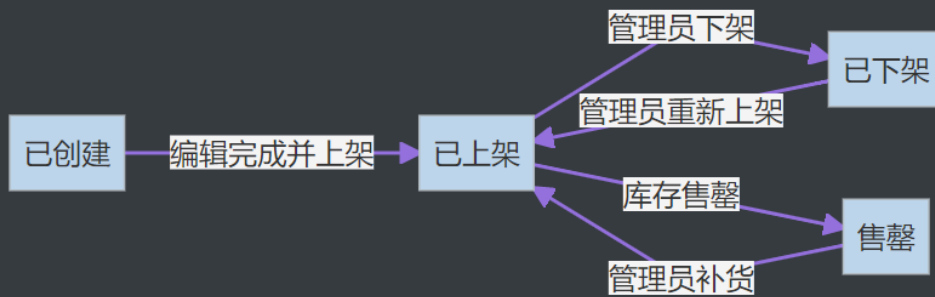 管理员下架
已下架
管理员重新上架
已创建
编辑完成并上架
已上架
库存售罄
售罄
管理员补货